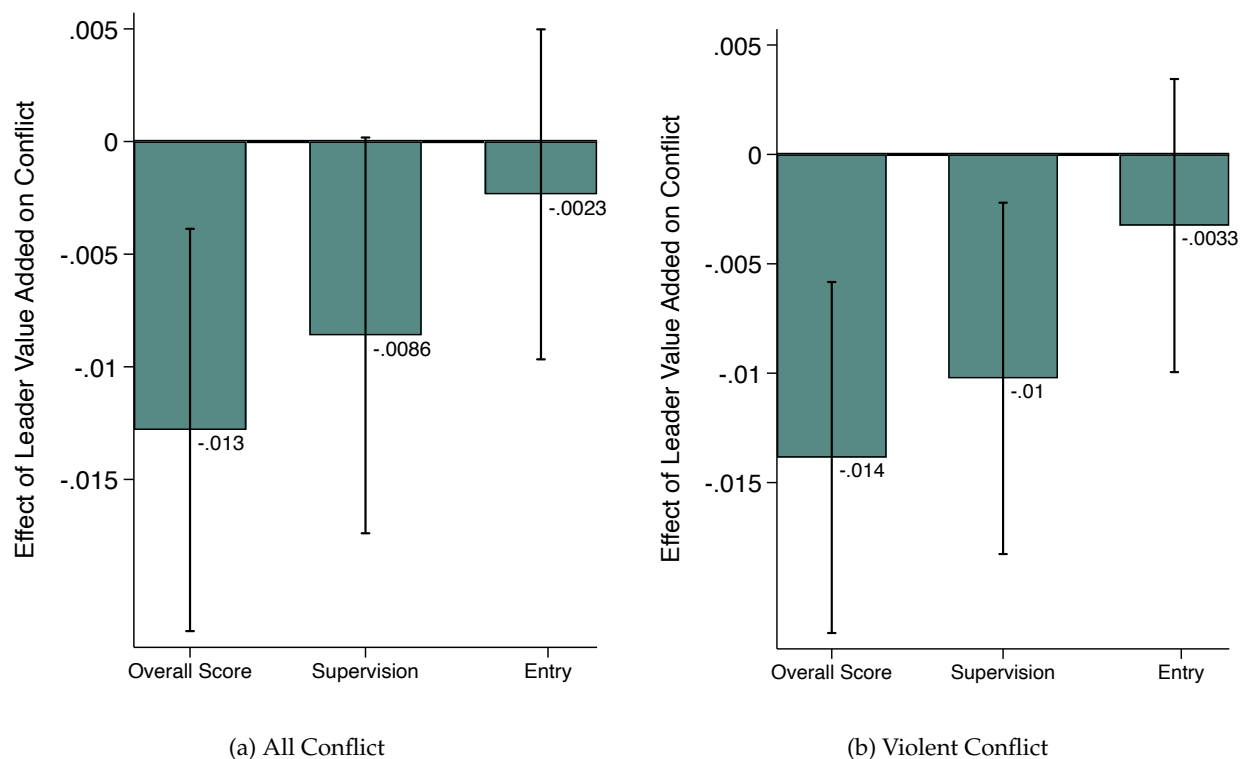 Effect of Leader Value Added on Conflict
.005
0
-.005
-.01
-.015
-.013
-.0086
-.0023
Overall Score Supervision Entry
(a) All Conflict
Effect of Leader Value Added on Conflict
.005
0
-.005
-.01
-.015
-.014
-.01
-.0033
Overall Score Supervision Entry
(b) Violent Conflict